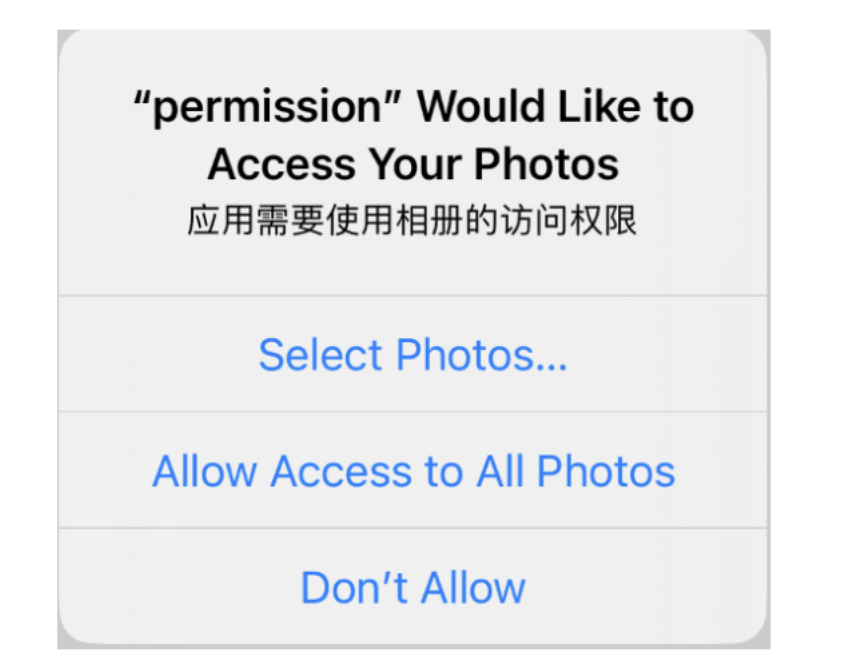 “permission” Would Like to
Access Your Photos
应用需要使用相册的访问权限
Select Photos...
Allow Access to All Photos
Don’t Allow